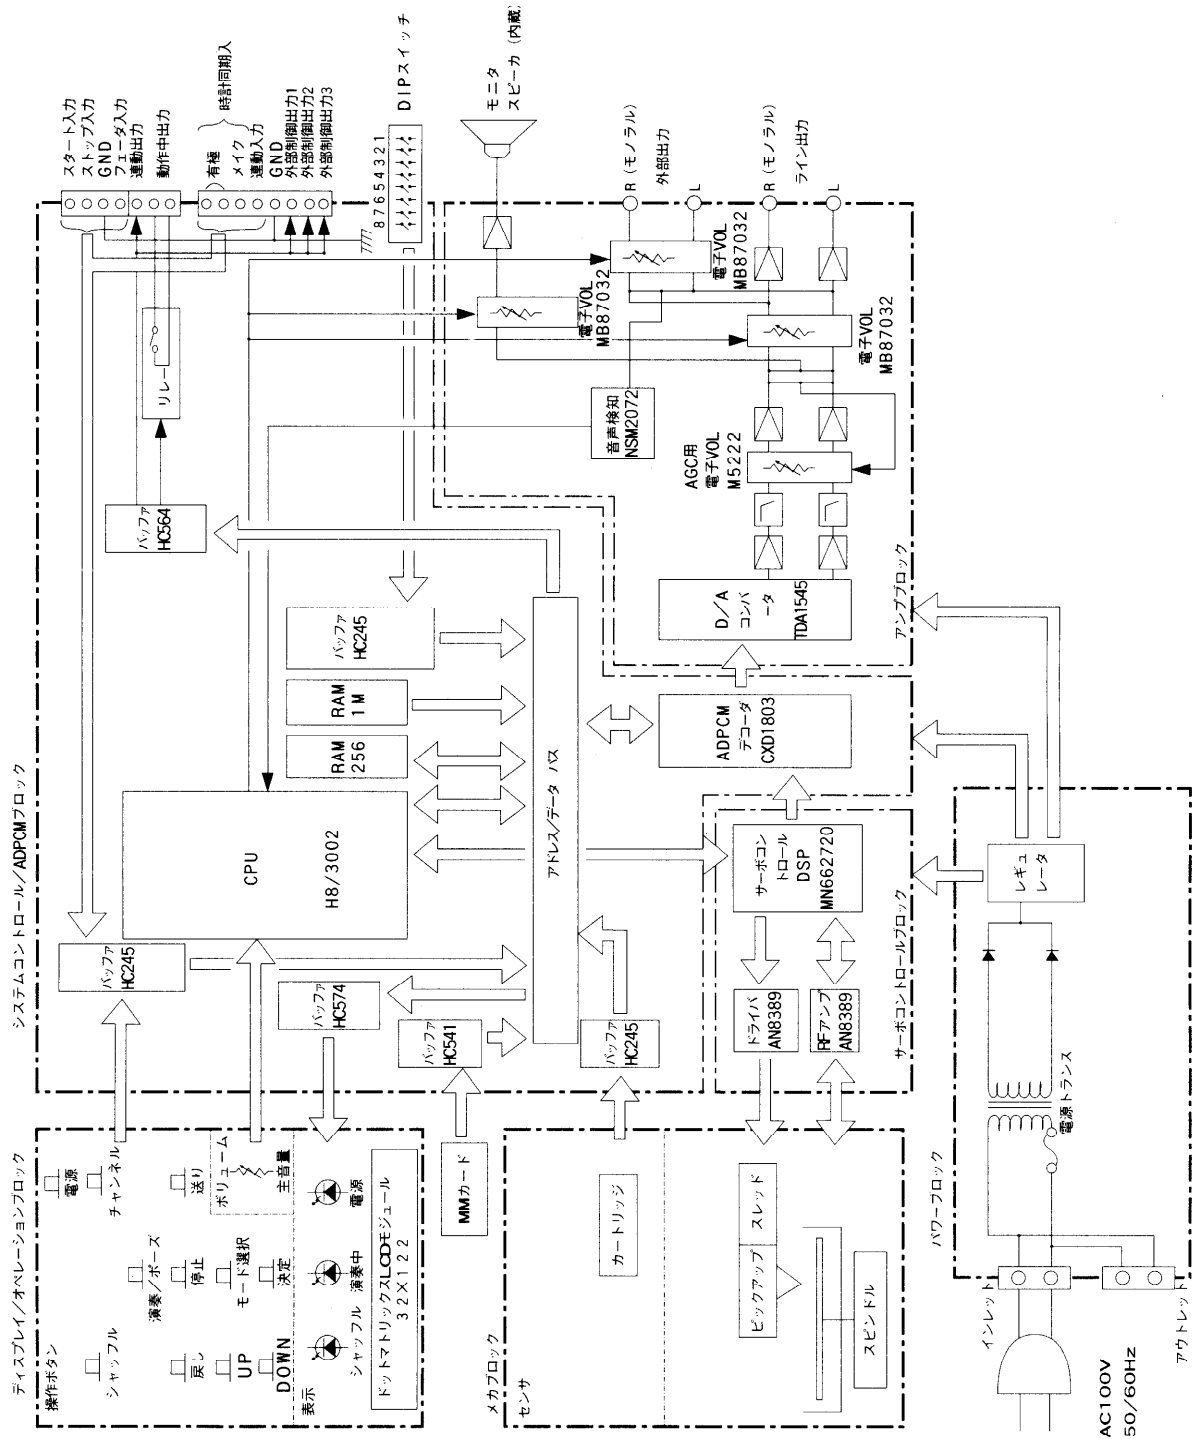 ディスプレイ/オペレーションブロック
操作ボタン
電源
チャンネル
シャッフル
演奏/ポーズ
送り
戻し
停止
ボリューム
UP
モード選択
主音量
DOWN
決定
表示
シャッフル
演奏中
電源
ドットマトリックスLCDモジュール
32X122
MMカード
メカブロック
センサ
カートリッジ
ピックアップ
スレッド
スピンドル
システムコントロール/ADPCMブロック
バッファ
HC245
CPU
H8/3002
バッファ
HC574
バッファ
HC541
バッファ
HC245
アドレス/データ バス
RAM
256
RAM
1M
バッファ
HC245
バッファ
HC564
リレー
スタート入力
ストップ入力
GND
フェーダ入力
連動出力
動作中出力
有極
メイク
時計同期入
連動入力
GND
外部制御出力1
外部制御出力2
外部制御出力3
DIPスイッチ
87654321
モニタ
スピーカ (内蔵)
電子VOL
MB87032
R (モノラル)
外部出力
L
電子VOL
MB87032
R (モノラル)
ライン出力
L
電子VOL
MB87032
音声検知
NSM2072
AGC用
電子VOL
M5222
D/A
コンバ
ータ
TDA1545
アンプブロック
ADPCM
デコーダ
CXD1803
サーボコン
トロール
DSP
MN662720
ドライバ
AN8389
RFアンプ
AN8389
サーボコントロールブロック
パワーブロック
レギュ
レータ
電源トランス
インレット
アウトレット
AC100V
50/60Hz